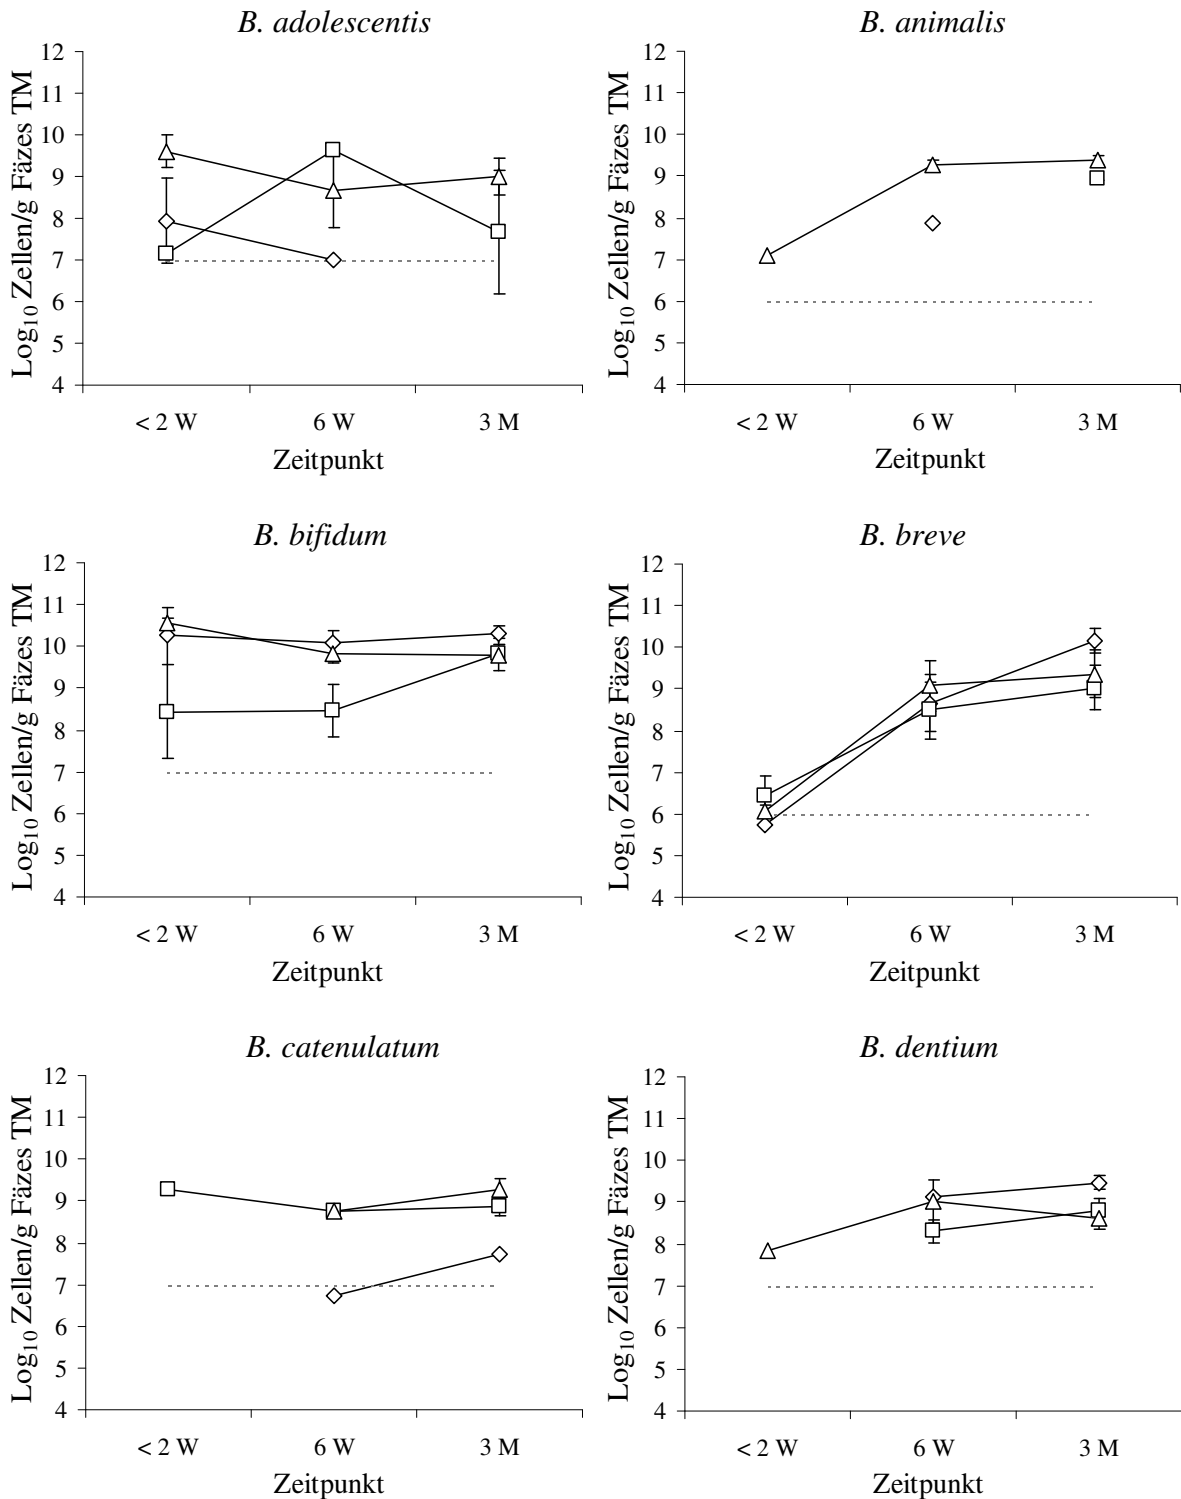 B. adolescentis
Log10 Zellen/g Fäzes TM
12
11
10
9
8
7
6
5
4
< 2 W 6 W 3 M
Zeitpunkt
B. animalis
Log10 Zellen/g Fäzes TM
12
11
10
9
8
7
6
5
4
< 2 W 6 W 3 M
Zeitpunkt
B. bifidum
Log10 Zellen/g Fäzes TM
12
11
10
9
8
7
6
5
4
< 2 W 6 W 3 M
Zeitpunkt
B. breve
Log10 Zellen/g Fäzes TM
12
11
10
9
8
7
6
5
4
< 2 W 6 W 3 M
Zeitpunkt
B. catenulatum
Log10 Zellen/g Fäzes TM
12
11
10
9
8
7
6
5
4
< 2 W 6 W 3 M
Zeitpunkt
B. dentium
Log10 Zellen/g Fäzes TM
12
11
10
9
8
7
6
5
4
< 2 W 6 W 3 M
Zeitpunkt